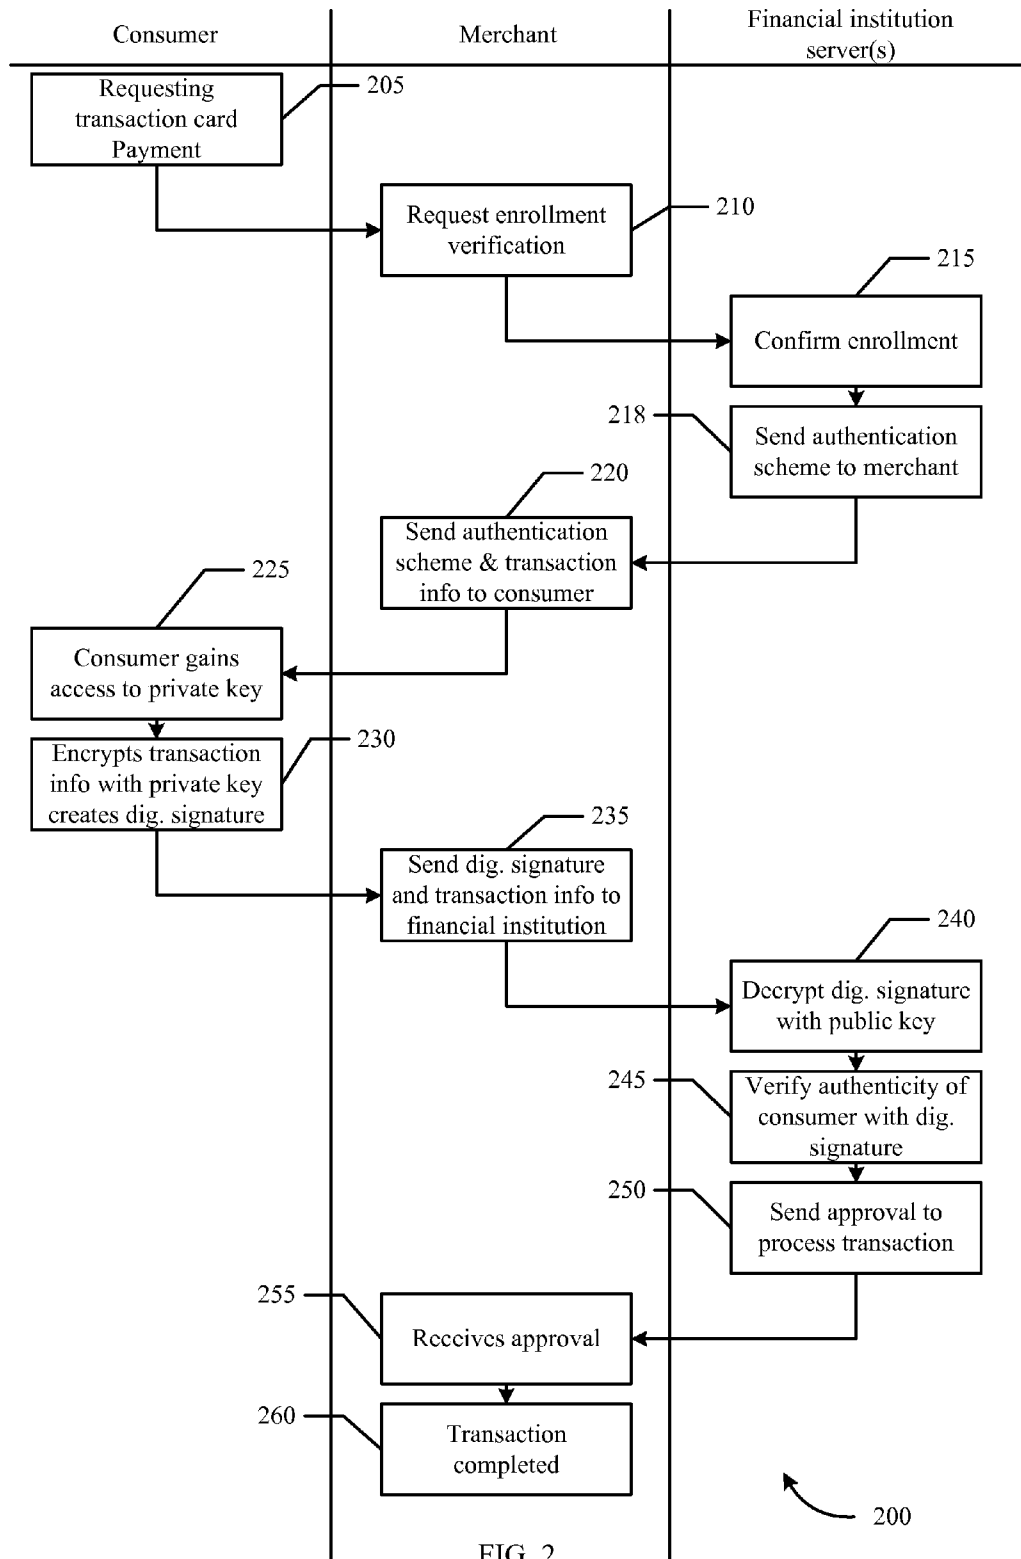 Consumer
Merchant
Financial institution
server(s)
Requesting
transaction card
Payment
205
Request enrollment
verification
210
215
Confirm enrollment
218
Send authentication
scheme to merchant
220
Send authentication
scheme & transaction
info to consumer
225
Consumer gains
access to private key
Encrypts transaction
info with private key
creates dig. signature
230
235
Send dig. signature
and transaction info to
financial institution
240
Decrypt dig. signature
with public key
245
Verify authenticity of
consumer with dig.
signature
250
Send approval to
process transaction
255
Receives approval
260
Transaction
completed
200
FIG. 2